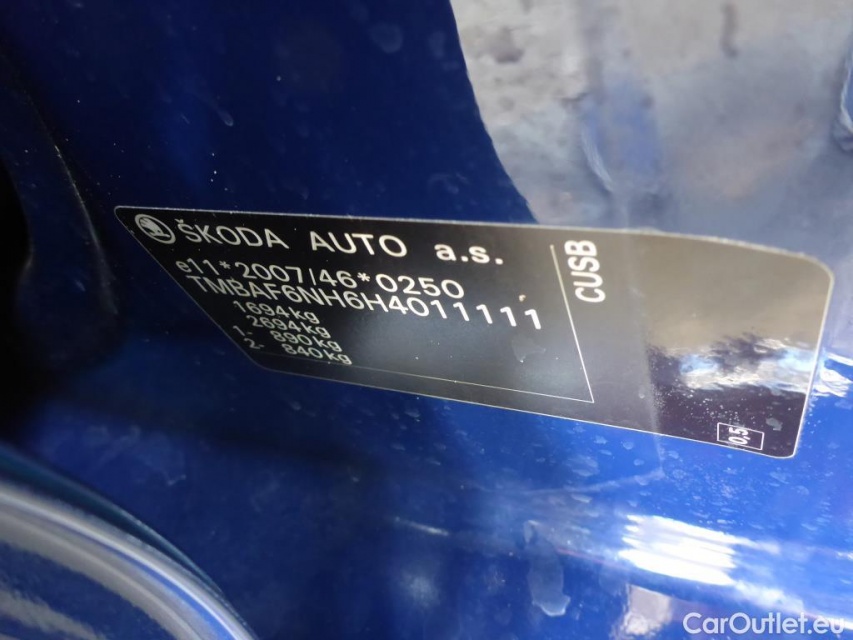 ŠKODA AUTO a.s.
e11*2007/46*0250
TMBAF6NH6H4011111
1694kg
2694kg
1- 890kg
2- 840kg
CUSB
0,5
CarOutlet.eu